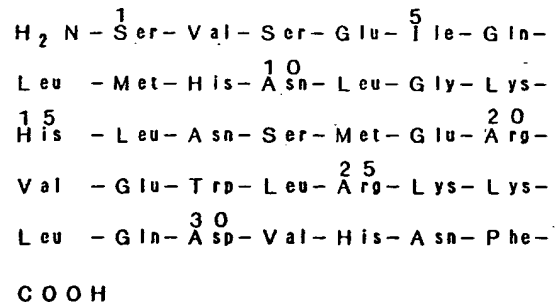 1 5
H2N-Ser-Val-Ser-Glu-Ile-Gln-
10
Leu -Met-His-Asn-Leu-Gly-Lys-
15 20
His -Leu-Asn-Ser-Met-Glu-Arg-
25
Val -Glu-Trp-Leu-Arg-Lys-Lys-
30
Leu -Gln-Asp-Val-His-Asn-Phe-
COOH